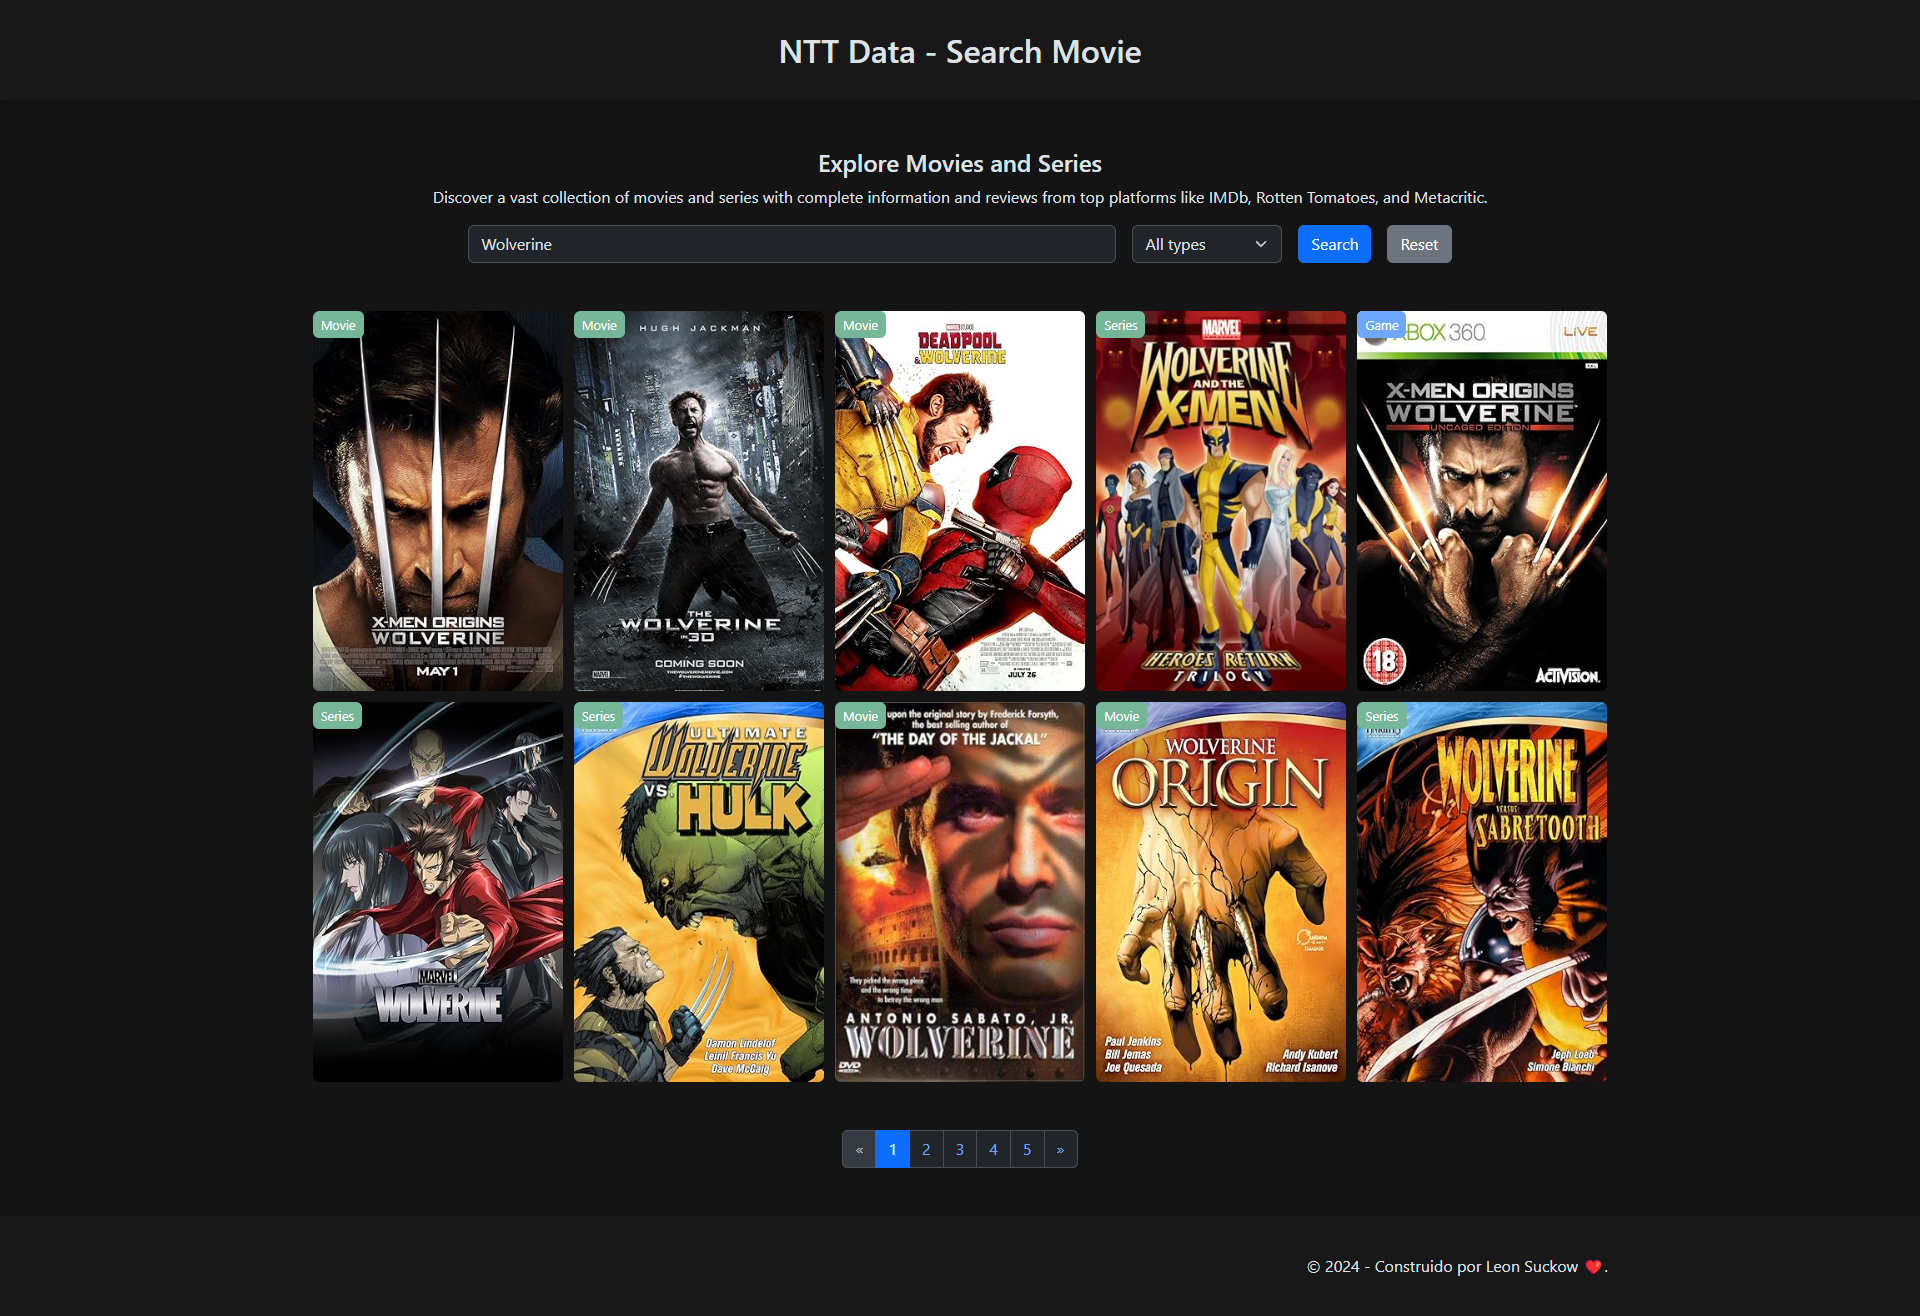 NTT Data - Search Movie
Explore Movies and Series
Discover a vast collection of movies and series with complete information and reviews from top platforms like IMDb, Rotten Tomatoes, and Metacritic.
Wolverine
All types
Search
Reset
Movie
X-MEN ORIGINS
WOLVERINE
MAY 1
Movie
HUGH JACKMAN
THE
WOLVERINE
IN 3D
COMING SOON
THEWOLVERINEMOVIE.COM
#THEWOLVERINE
Movie
DEADPOOL
& WOLVERINE
JULY 26
Series
MARVEL
WOLVERINE
AND THE
X-MEN
HEROES RETURN
TRILOGY
Game
BOX 360
LIVE
X-MEN ORIGINS
WOLVERINE
UNCAGED EDITION
18
ACTIVISION
Series
MARVEL
WOLVERINE
Series
ULTIMATE
WOLVERINE
VS.
HULK
Damon Lindelof
Leinil Francis Yu
Dave McCaig
Movie
upon the original story by Frederick Forsyth,
the best selling author of
"THE DAY OF THE JACKAL"
They picked the wrong place
and the wrong time
to betray the wrong man
ANTONIO SABATO, JR.
WOLVERINE
DVD
Movie
WOLVERINE
ORIGIN
Paul Jenkins
Bill Jemas
Joe Quesada
Andy Kubert
Richard Isanove
Series
WOLVERINE
VERSUS
SABRETOOTH
Jeph Loeb
Simone Bianchi
« 1 2 3 4 5 »
© 2024 - Construido por Leon Suckow ❤️.